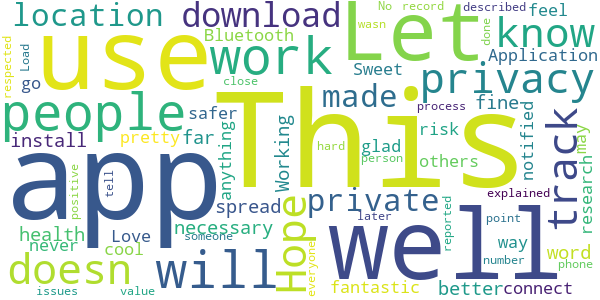 location
download
Let
No record
described
wasn
done
feel
know
use
work
Bluetooth
Application
respected
Load
go
Sweet
close
people
This
made
privacy
safer
process
fine
notified
install
pretty
far
anything
Working
risk
others
track
may
research
hard
person
glad
app
positive
tell
spread
private
explained
well
health
necessary
Hope
later
reported
point
way
word
never
Love
someone
cool
will
everyone
number
phone
doesn
fantastic
issues
value
better
connect